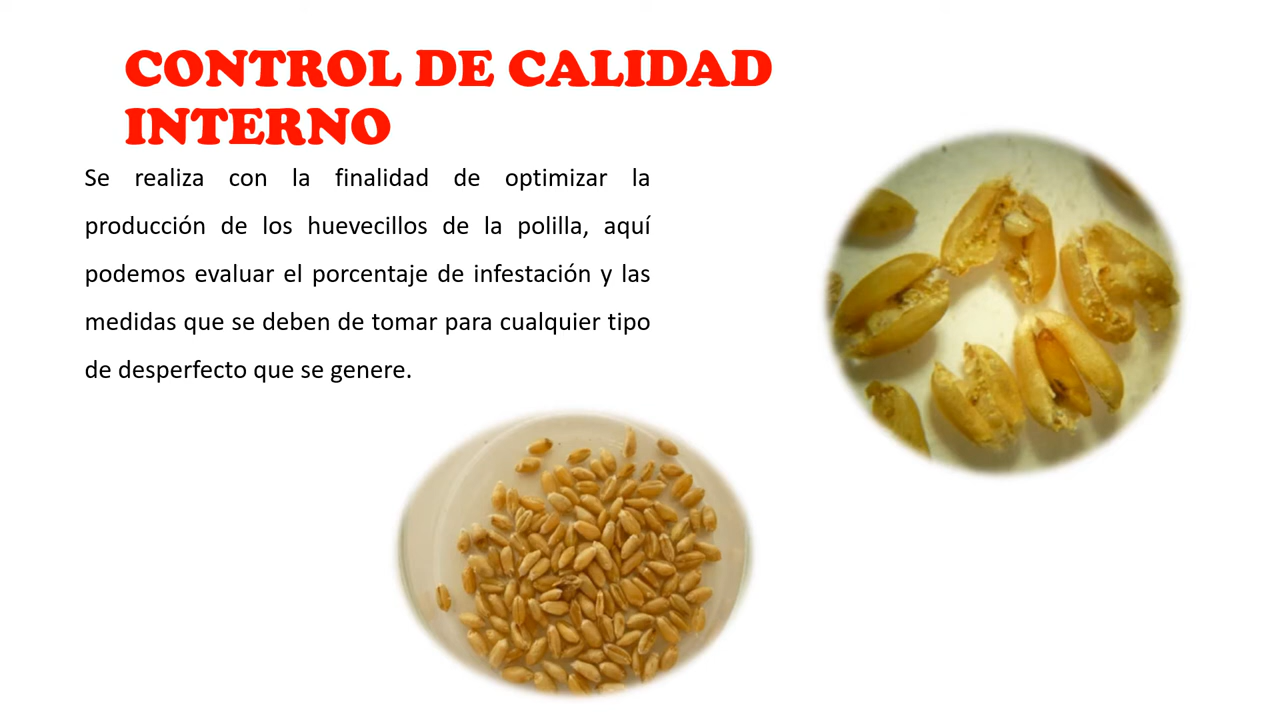 CONTROL DE CALIDAD
INTERNO
Se realiza con la finalidad de optimizar la
producción de los huevecillos de la polilla, aquí
podemos evaluar el porcentaje de infestación y las
medidas que se deben de tomar para cualquier tipo
de desperfecto que se genere.